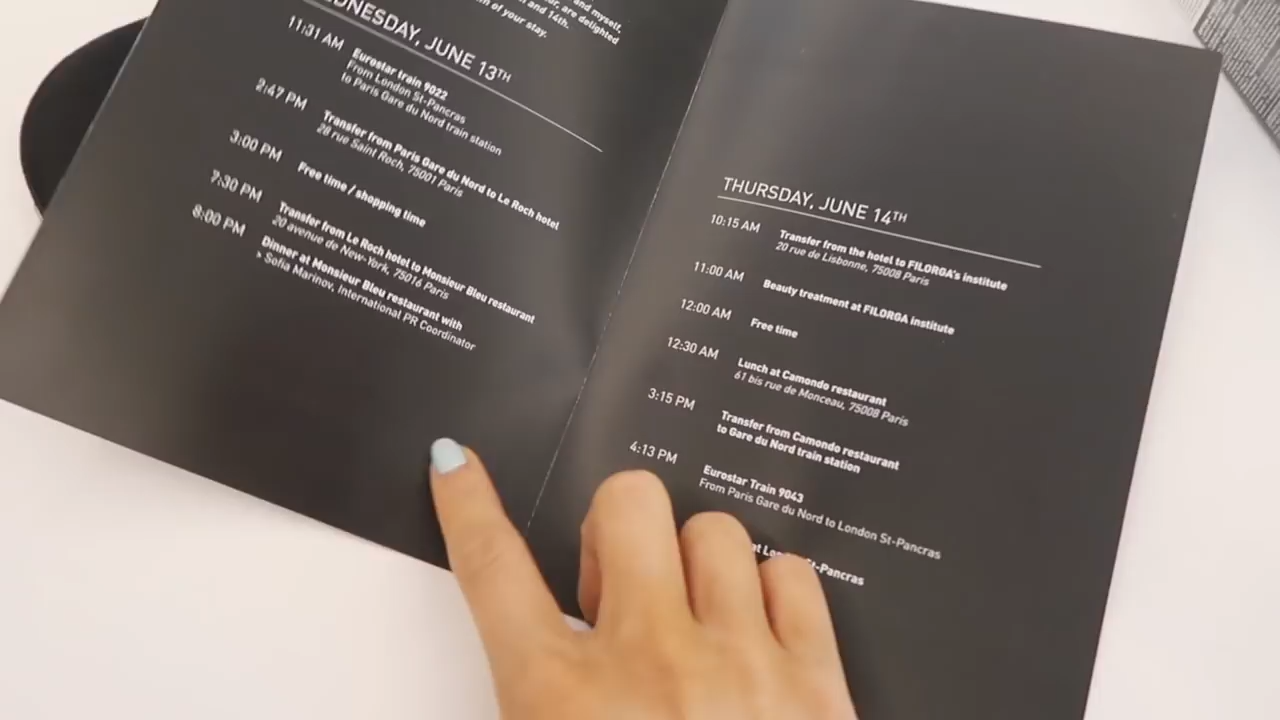 and myself,
are delighted
and 14th.
of your stay.
WEDNESDAY, JUNE 13TH
11:31 AM Eurostar train 9022
From London St-Pancras
to Paris Gare du Nord train station
2:47 PM Transfer from Paris Gare du Nord to Le Roch hotel
28 rue Saint Roch, 75001 Paris
3:00 PM Free time / shopping time
7:30 PM Transfer from Le Roch hotel to Monsieur Bleu restaurant
20 avenue de New-York, 75016 Paris
8:00 PM Dinner at Monsieur Bleu restaurant with
> Sofia Marinov, International PR Coordinator
THURSDAY, JUNE 14TH
10:15 AM Transfer from the hotel to FILORGA's institute
20 rue de Lisbonne, 75008 Paris
11:00 AM Beauty treatment at FILORGA institute
12:00 AM Free time
12:30 AM Lunch at Camondo restaurant
61 bis rue de Monceau, 75008 Paris
3:15 PM Transfer from Camondo restaurant
to Gare du Nord train station
4:13 PM Eurostar Train 9043
From Paris Gare du Nord to London St-Pancras
at St-Pancras